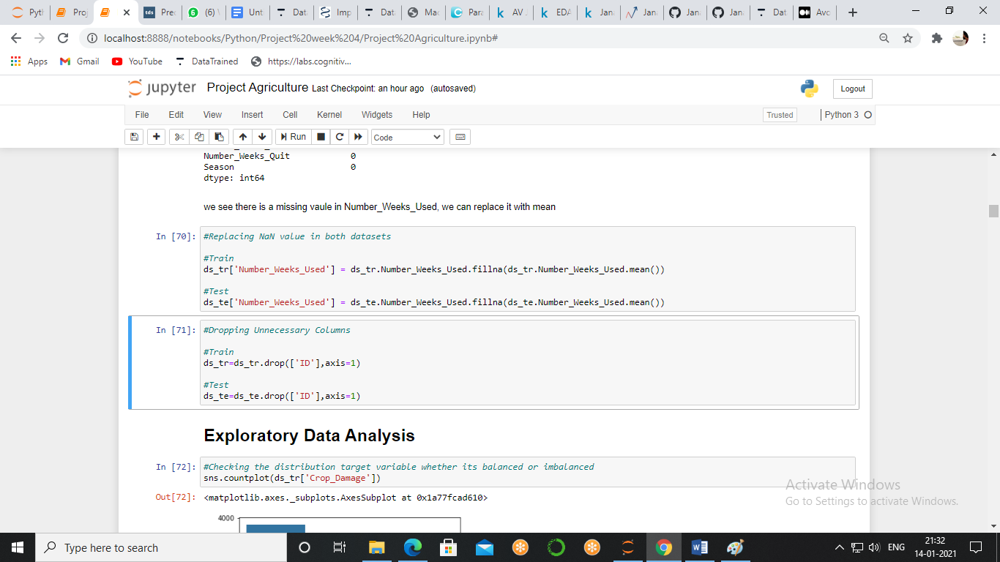 Pyth
Proj
tds
Prec
6
(6) W
Unt
Dat
Imp
Dat
Mac
Para
AV J
EDA
Jan
Jan
Jan
Jan
Dat
Avc
localhost:8888/notebooks/Python/Project%20week%204/Project%20Agriculture.ipynb#
Apps
Gmail
YouTube
DataTrained
https://labs.cognitiv...
jupyter
Project Agriculture Last Checkpoint: an hour ago (autosaved)
Logout
File
Edit
View
Insert
Cell
Kernel
Widgets
Help
Trusted
Python 3
Run
Code
Number_Weeks_Quit 0
Season 0
dtype: int64
we see there is a missing vaule in Number_Weeks_Used, we can replace it with mean
In [70]: #Replacing NaN value in both datasets
#Train
ds_tr['Number_Weeks_Used'] = ds_tr.Number_Weeks_Used.fillna(ds_tr.Number_Weeks_Used.mean())
#Test
ds_te['Number_Weeks_Used'] = ds_te.Number_Weeks_Used.fillna(ds_te.Number_Weeks_Used.mean())
In [71]: #Dropping Unnecessary Columns
#Train
ds_tr=ds_tr.drop(['ID'],axis=1)
#Test
ds_te=ds_te.drop(['ID'],axis=1)
Exploratory Data Analysis
In [72]: #Checking the distribution target variable whether its balanced or imbalanced
sns.countplot(ds_tr['Crop_Damage'])
Out[72]: <matplotlib.axes._subplots.AxesSubplot at 0x1a77fcad610>
4000
Activate Windows
Go to Settings to activate Windows.
Type here to search
ENG
21:32
14-01-2021